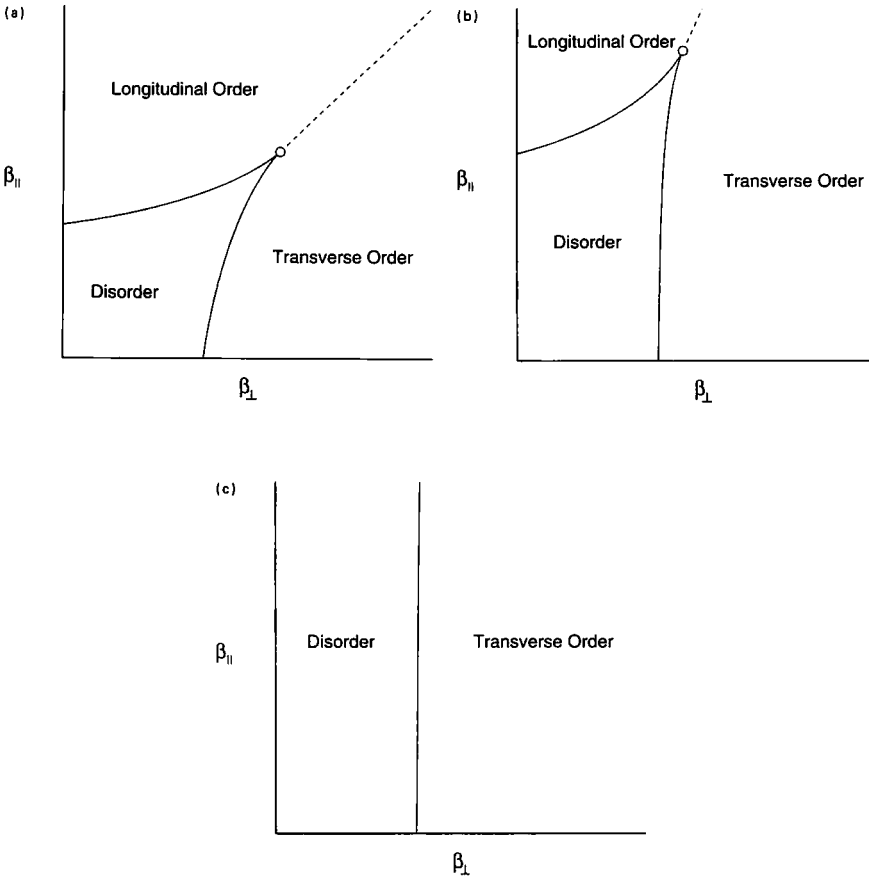 (a)
Longitudinal Order
β||
Transverse Order
Disorder
β⊥
(b)
Longitudinal Order
β||
Transverse Order
Disorder
β⊥
(c)
Disorder
Transverse Order
β||
β⊥